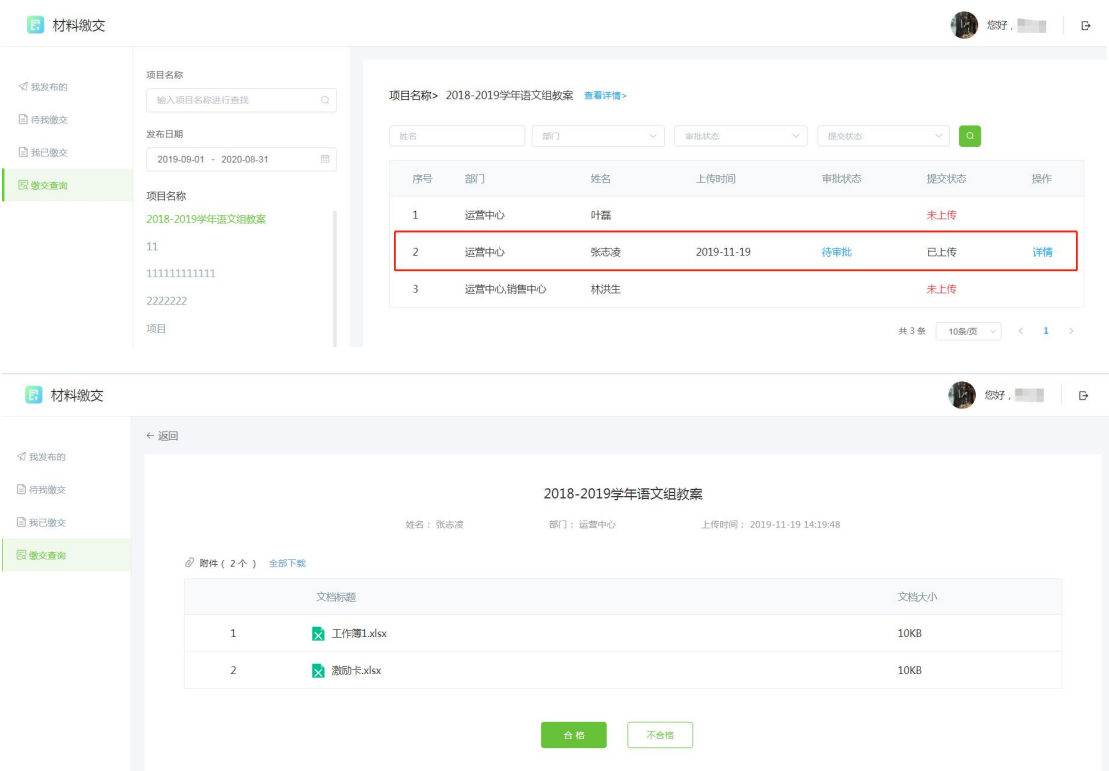 材料缴交
您好，
我发布的
待我缴交
我已缴交
缴交查询
项目名称
输入项目名称进行查找
发布日期
2019-09-01 - 2020-08-31
项目名称
2018-2019学年语文组教案
11
111111111111
2222222
项目
项目名称> 2018-2019学年语文组教案 查看详情>
姓名 部门 审批状态 提交状态
序号 部门 姓名 上传时间 审批状态 提交状态 操作
1 运营中心 叶磊 未上传
2 运营中心 张志凌 2019-11-19 待审批 已上传 详情
3 运营中心,销售中心 林洪生 未上传
共 3 条 10条/页 < 1 >
材料缴交
您好，
我发布的
待我缴交
我已缴交
缴交查询
← 返回
2018-2019学年语文组教案
姓名： 张志凌 部门： 运营中心 上传时间： 2019-11-19 14:19:48
附件 ( 2 个 ) 全部下载
文档标题 文档大小
1 工作簿1.xlsx 10KB
2 激励卡.xlsx 10KB
合格 不合格